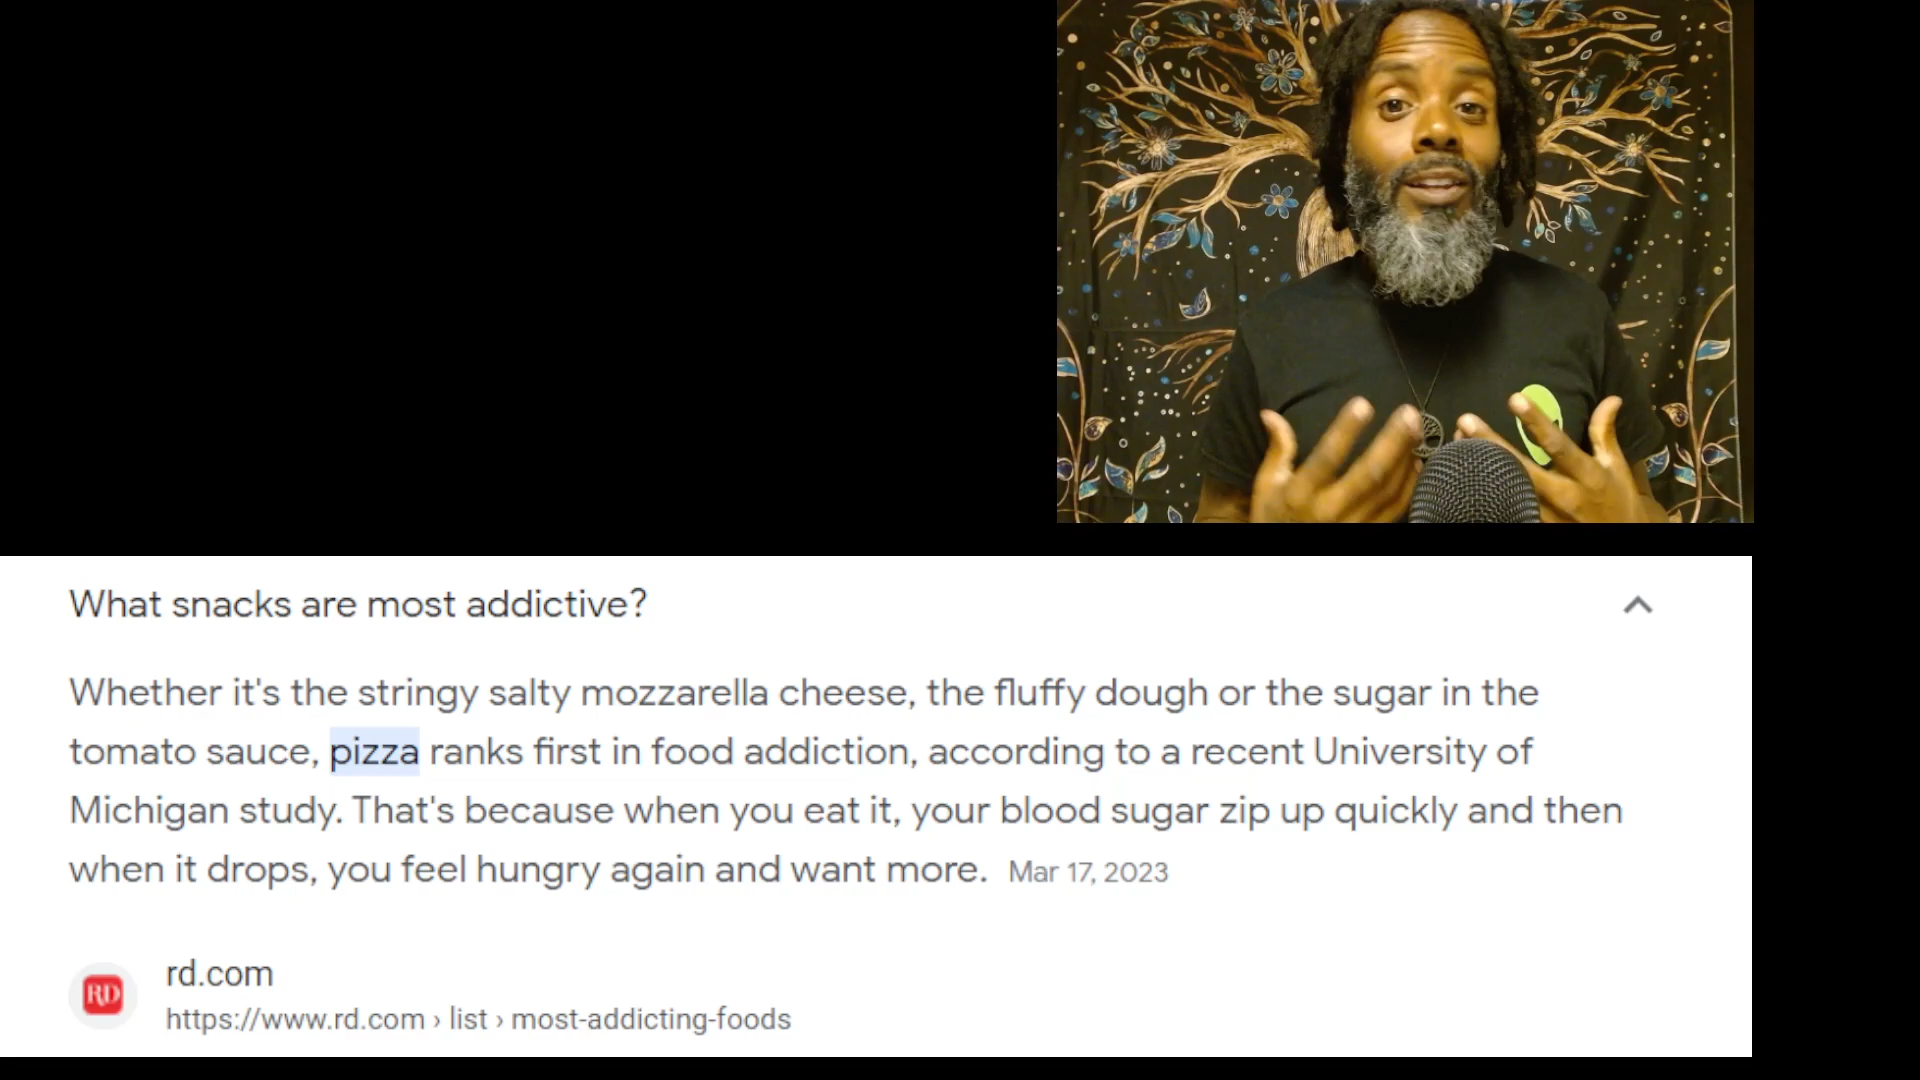 What snacks are most addictive?
Whether it's the stringy salty mozzarella cheese, the fluffy dough or the sugar in the
tomato sauce, pizza ranks first in food addiction, according to a recent University of
Michigan study. That's because when you eat it, your blood sugar zip up quickly and then
when it drops, you feel hungry again and want more. Mar 17, 2023
RD
rd.com
https://www.rd.com › list › most-addicting-foods